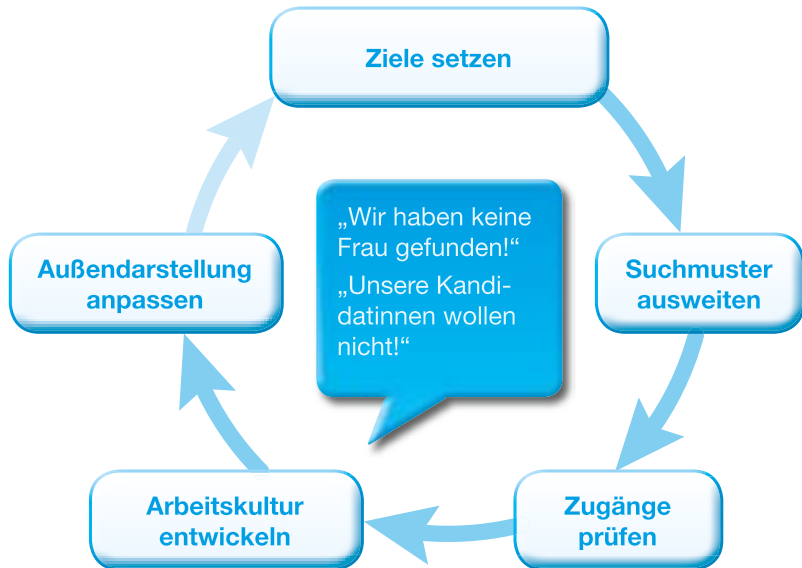 Ziele setzen
Suchmuster
ausweiten
Zugänge
prüfen
Arbeitskultur
entwickeln
Außendarstellung
anpassen
„Wir haben keine
Frau gefunden!“
„Unsere Kandi-
datinnen wollen
nicht!“